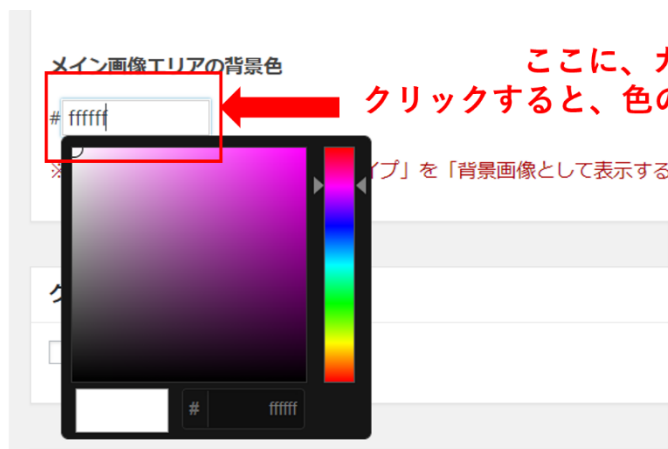 メイン画像エリアの背景色
ここに、
# ffffff
クリックすると、色の
※
イプ」を「背景画像として表示する
ク
# ffffff